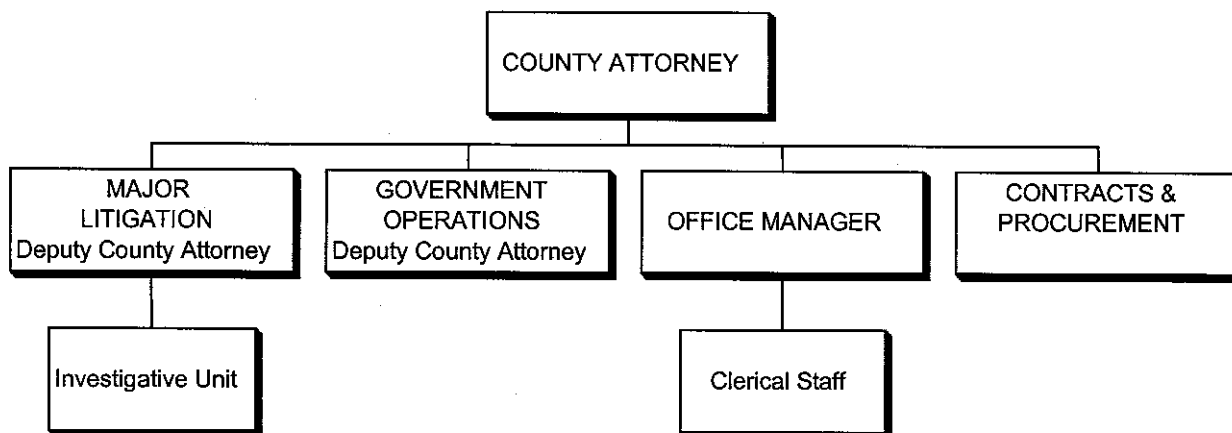 COUNTY ATTORNEY
MAJOR
LITIGATION
Deputy County Attorney
GOVERNMENT
OPERATIONS
Deputy County Attorney
OFFICE MANAGER
CONTRACTS &
PROCUREMENT
Investigative Unit
Clerical Staff